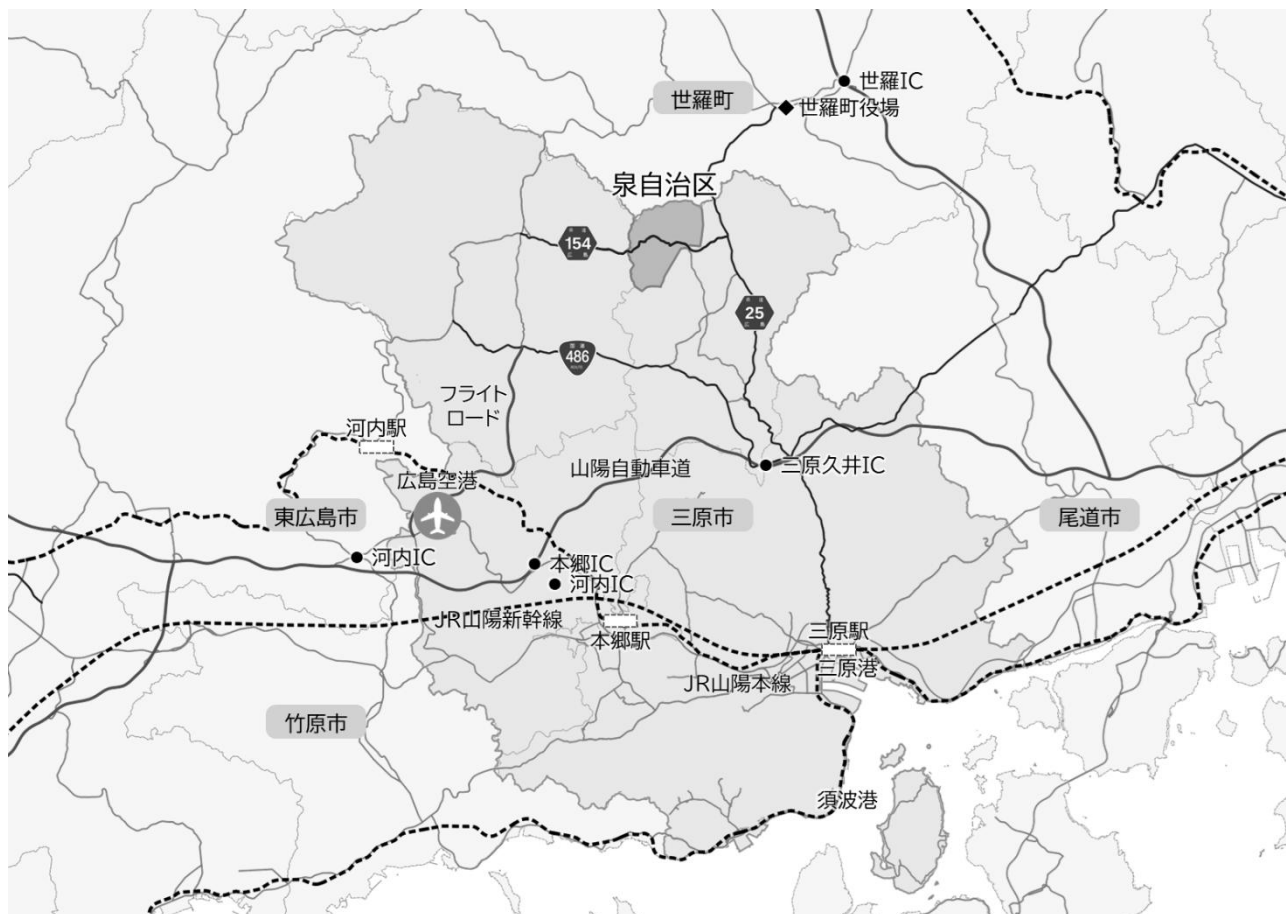 世羅IC
世羅町
世羅町役場
泉自治区
154
25
486
フライト
ロード
河内駅
広島空港
山陽自動車道
三原久井IC
東広島市
三原市
尾道市
河内IC
本郷IC
河内IC
JR山陽新幹線
本郷駅
三原駅
三原港
JR山陽本線
竹原市
須波港